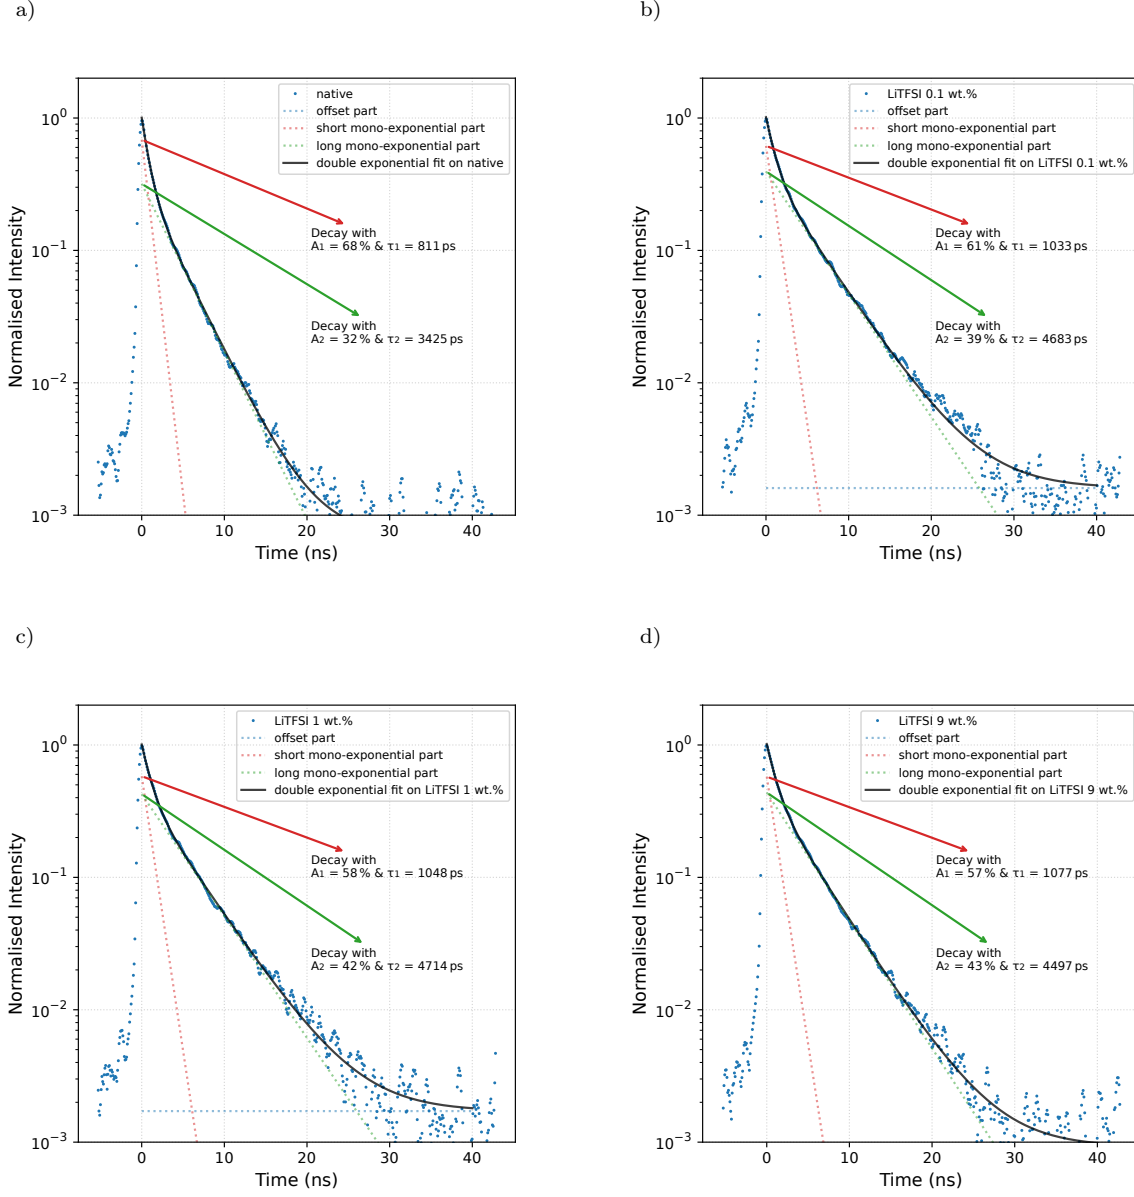 a)
native
offset part
short mono-exponential part
long mono-exponential part
double exponential fit on native
Decay with
A₁ = 68 % & τ₁ = 811 ps
Decay with
A₂ = 32 % & τ₂ = 3425 ps
Normalised Intensity
10⁰
10⁻¹
10⁻²
10⁻³
0 10 20 30 40
Time (ns)
b)
LiTFSI 0.1 wt.%
offset part
short mono-exponential part
long mono-exponential part
double exponential fit on LiTFSI 0.1 wt.%
Decay with
A₁ = 61 % & τ₁ = 1033 ps
Decay with
A₂ = 39 % & τ₂ = 4683 ps
Normalised Intensity
10⁰
10⁻¹
10⁻²
10⁻³
0 10 20 30 40
Time (ns)
c)
LiTFSI 1 wt.%
offset part
short mono-exponential part
long mono-exponential part
double exponential fit on LiTFSI 1 wt.%
Decay with
A₁ = 58 % & τ₁ = 1048 ps
Decay with
A₂ = 42 % & τ₂ = 4714 ps
Normalised Intensity
10⁰
10⁻¹
10⁻²
10⁻³
0 10 20 30 40
Time (ns)
d)
LiTFSI 9 wt.%
offset part
short mono-exponential part
long mono-exponential part
double exponential fit on LiTFSI 9 wt.%
Decay with
A₁ = 57 % & τ₁ = 1077 ps
Decay with
A₂ = 43 % & τ₂ = 4497 ps
Normalised Intensity
10⁰
10⁻¹
10⁻²
10⁻³
0 10 20 30 40
Time (ns)